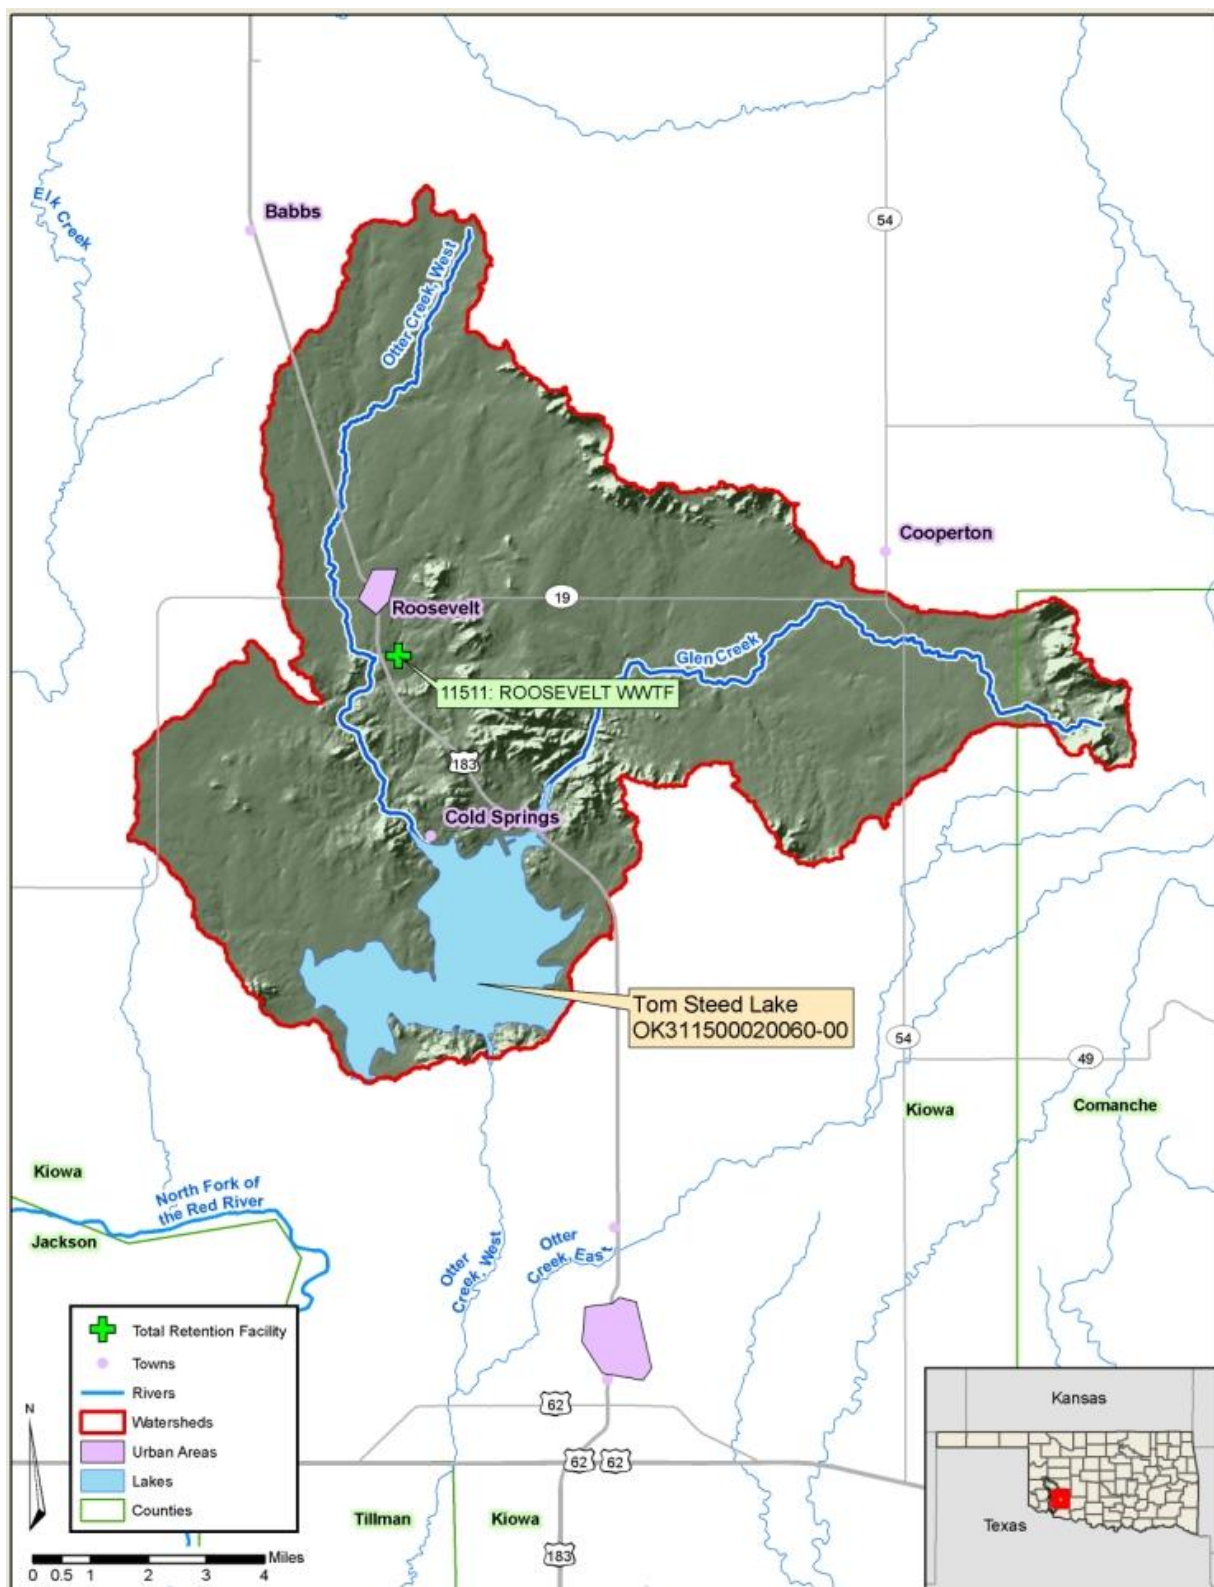 Elk Creek
Babbs
54
Otter Creek, West
Cooperton
19
Roosevelt
Glen Creek
11511: ROOSEVELT WWTF
183
Cold Springs
Tom Steed Lake
OK311500020060-00
54
49
Kiowa
Comanche
Kiowa
North Fork of
the Red River
Jackson
Otter
Creek, West
Otter
Creek, East
Total Retention Facility
Towns
Rivers
Watersheds
Urban Areas
Lakes
Counties
N
Miles
0 0.5 1 2 3 4
62
62
62
Tillman
Kiowa
183
Kansas
Texas